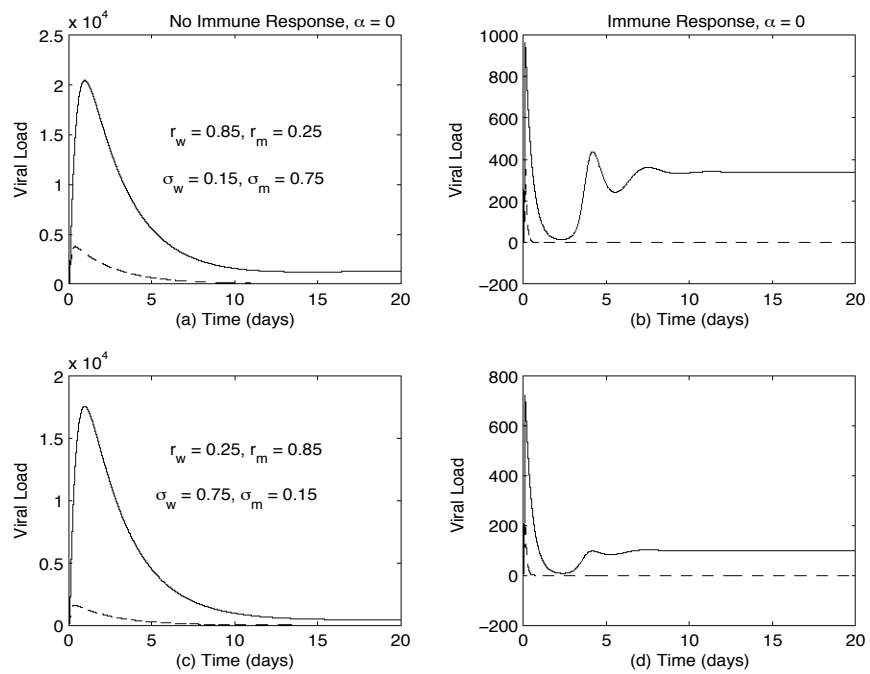 No Immune Response, α = 0
x 10^4
2.5
2
1.5
1
0.5
0
Viral Load
r_w = 0.85, r_m = 0.25
σ_w = 0.15, σ_m = 0.75
0 5 10 15 20
(a) Time (days)
Immune Response, α = 0
1000
800
600
400
200
0
−200
Viral Load
0 5 10 15 20
(b) Time (days)
x 10^4
2
1.5
1
0.5
0
Viral Load
r_w = 0.25, r_m = 0.85
σ_w = 0.75, σ_m = 0.15
0 5 10 15 20
(c) Time (days)
800
600
400
200
0
−200
Viral Load
0 5 10 15 20
(d) Time (days)